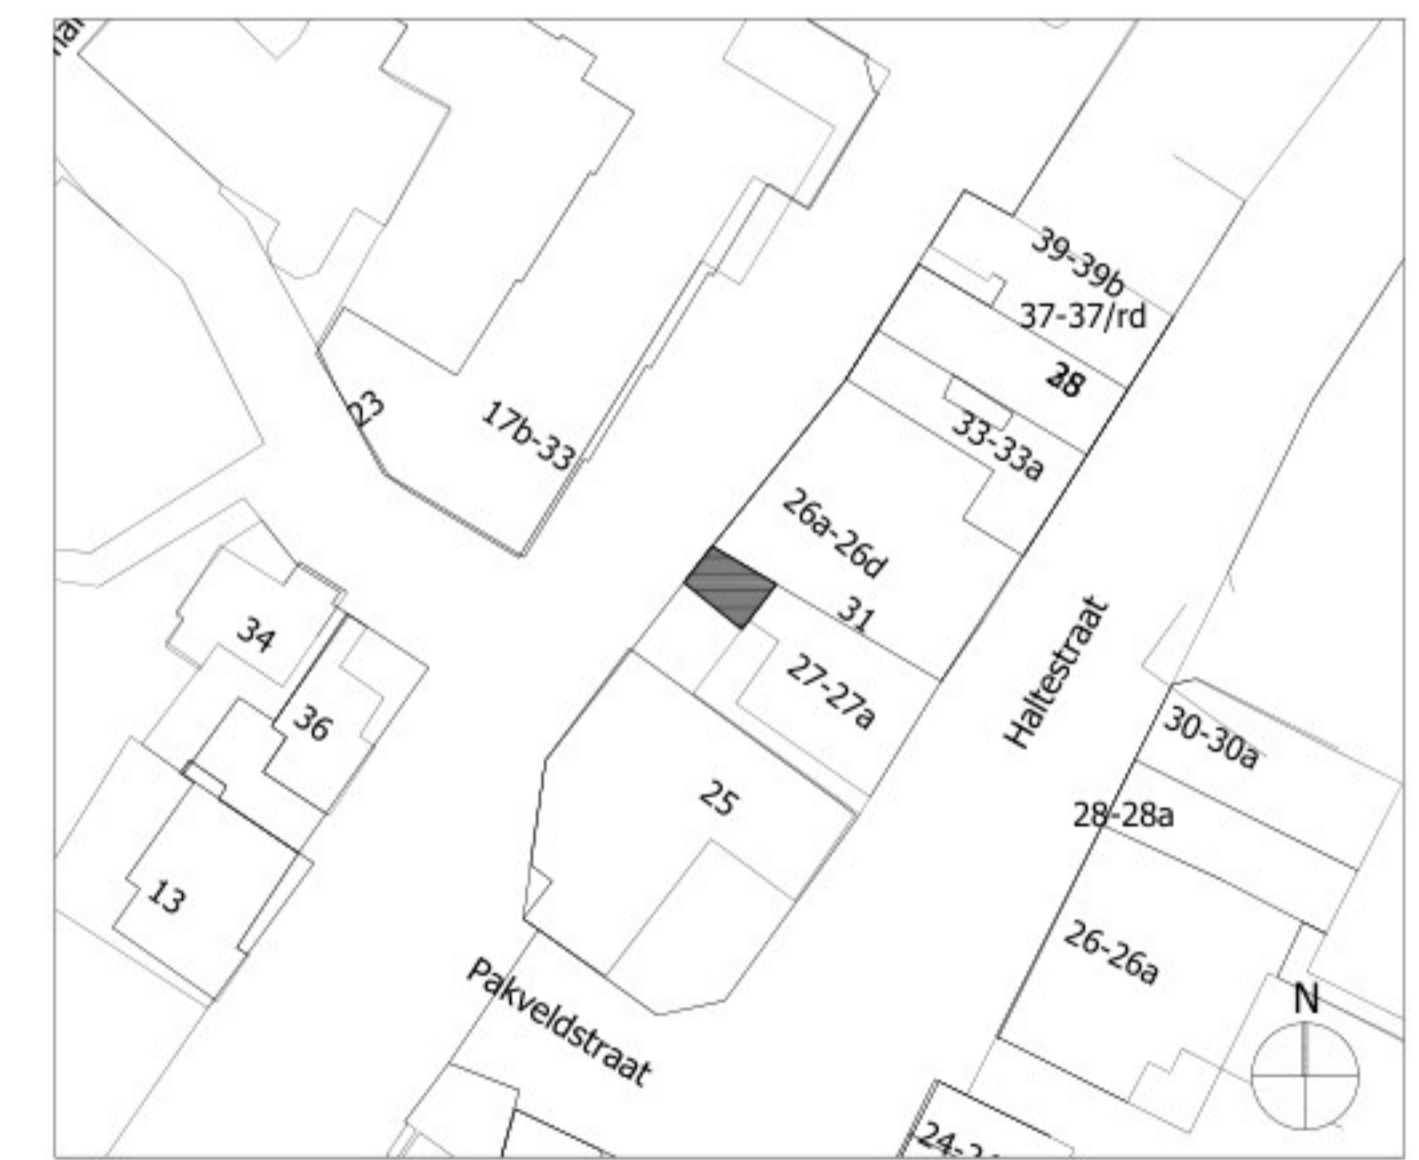 39-39b
37-37/rd
23
17b-33
33-33a
26a-26d
31
34
27-27a
Haltestraat
36
30-30a
25
28-28a
13
26-26a
Pakveldstraat
N